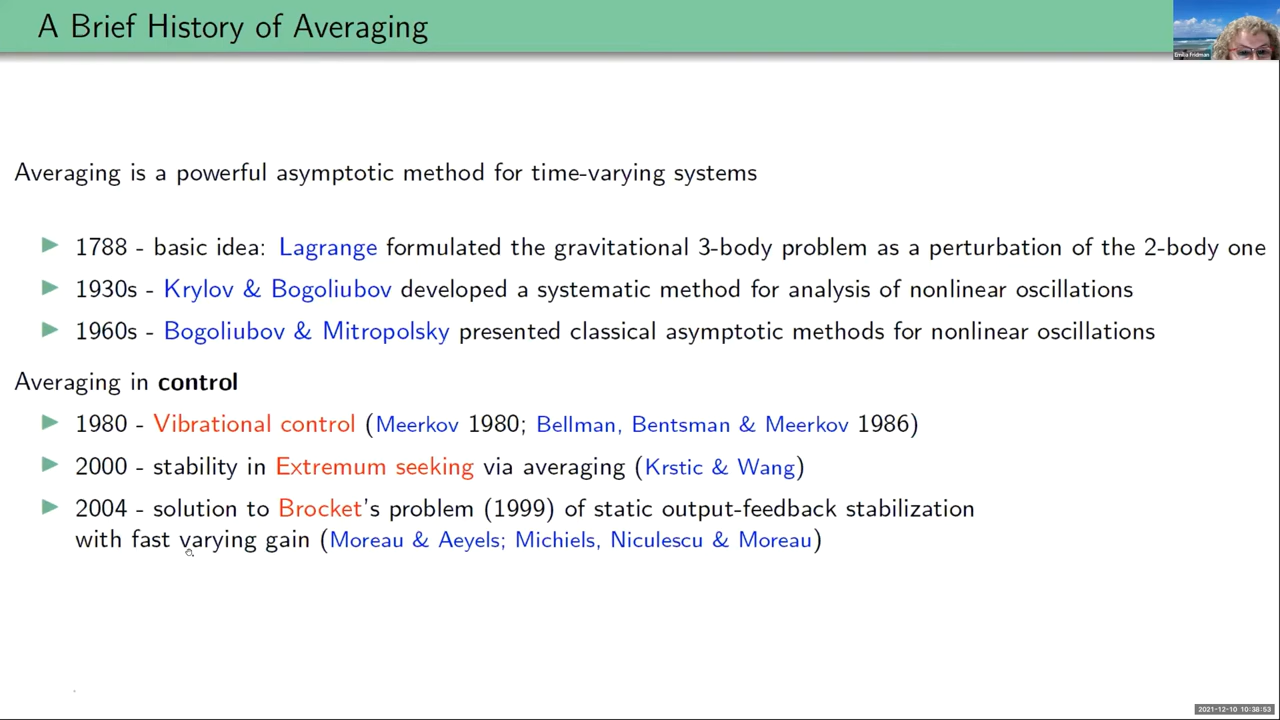 A Brief History of Averaging
Emilia Fridman
Averaging is a powerful asymptotic method for time-varying systems
1788 - basic idea: Lagrange formulated the gravitational 3-body problem as a perturbation of the 2-body one
1930s - Krylov & Bogoliubov developed a systematic method for analysis of nonlinear oscillations
1960s - Bogoliubov & Mitropolsky presented classical asymptotic methods for nonlinear oscillations
Averaging in control
1980 - Vibrational control (Meerkov 1980; Bellman, Bentsman & Meerkov 1986)
2000 - stability in Extremum seeking via averaging (Krstic & Wang)
2004 - solution to Brocket's problem (1999) of static output-feedback stabilization
with fast varying gain (Moreau & Aeyels; Michiels, Niculescu & Moreau)
2021-12-10 10:38:53